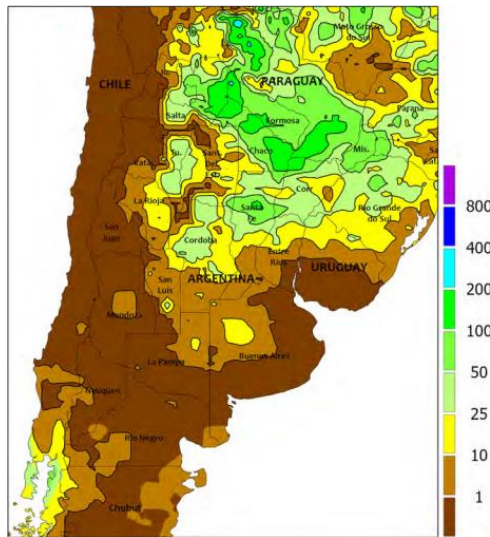 Mato Grosso
do Sul
CHILE
PARAGUAY
Salta
Formosa
Parana
Chaco
Mis.
Tu.
Cata.
Corr
La Rioja
Santa
Fe
Rio Grande
do Sul
San
Juan
Cordoba
Entre
Rios
URUGUAY
San
Luis
ARGENTINA
Mendoza
La Pampa
Buenos Aires
Neuquen
Rio Negro
Chubut
800
400
200
100
50
25
10
1